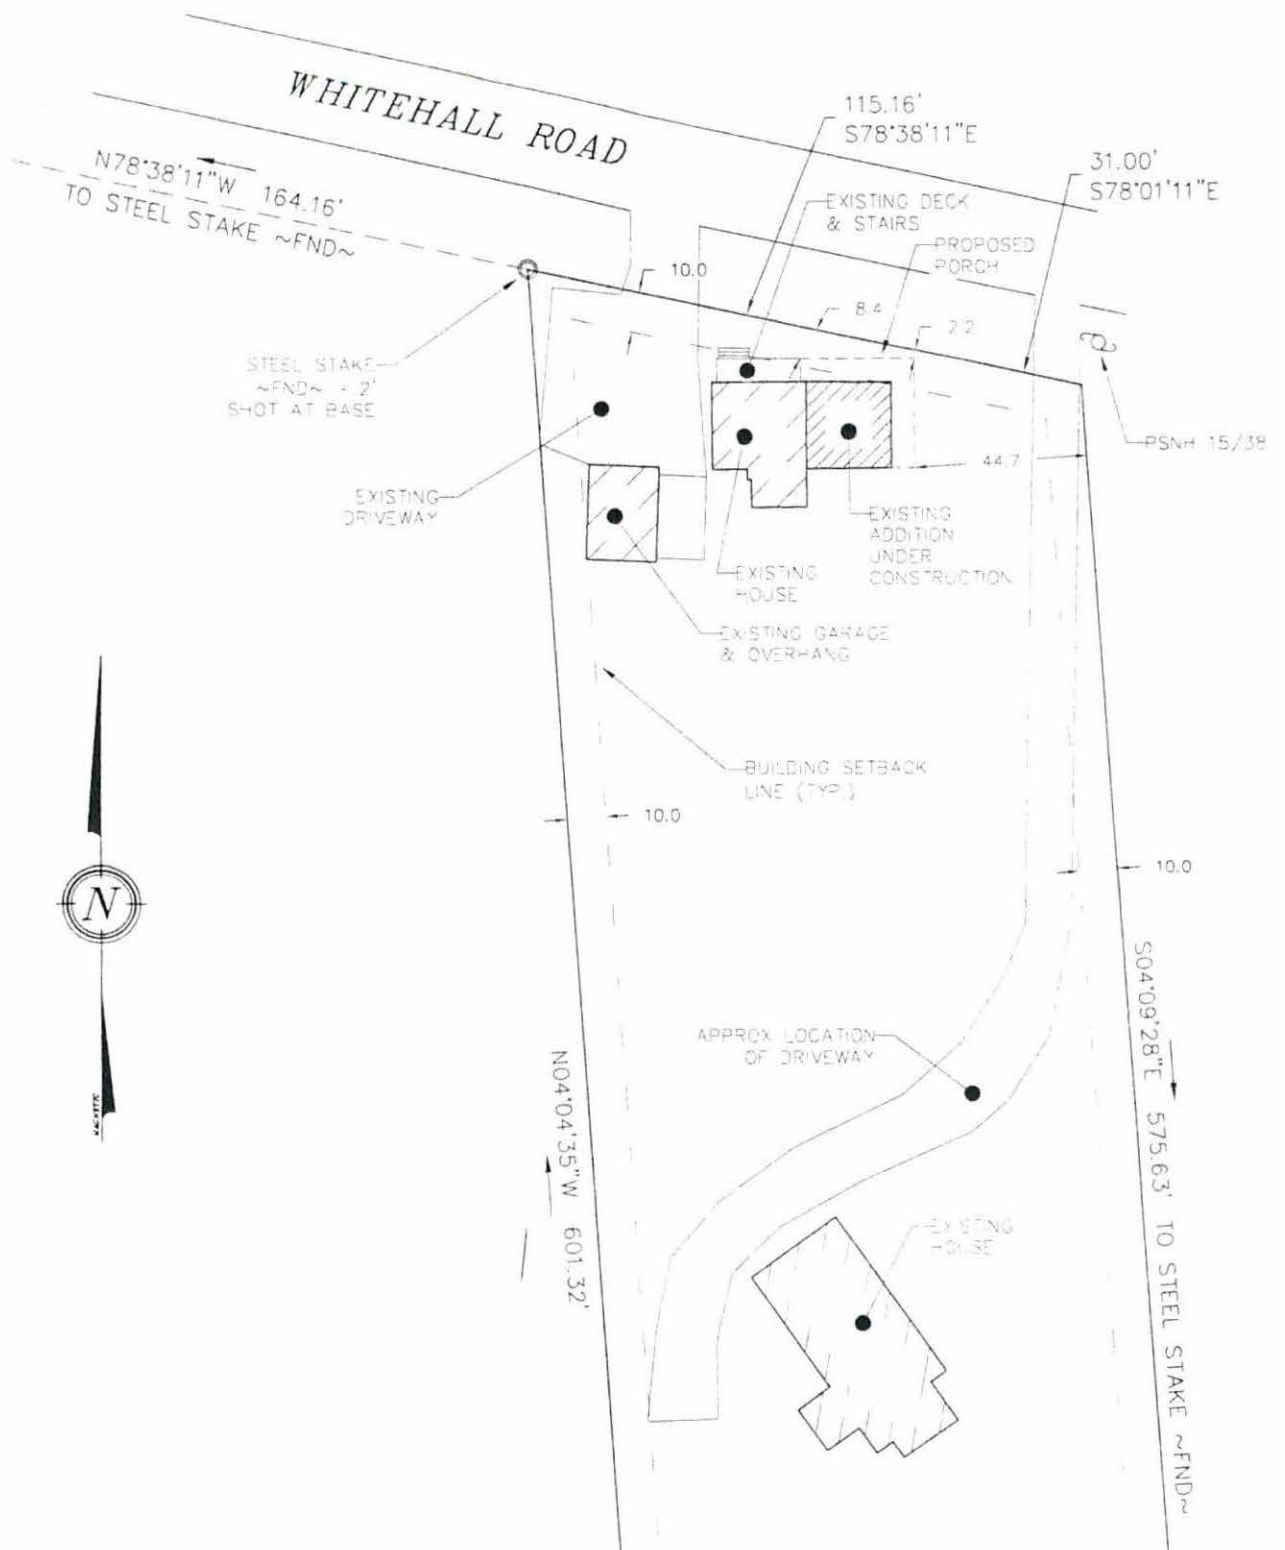 WHITEHALL ROAD
115.16'
S78°38'11"E
31.00'
S78°01'11"E
N78°38'11"W 164.16'
TO STEEL STAKE ~FND~
EXISTING DECK
& STAIRS
PROPOSED
PORCH
10.0
8.4
2.2
STEEL STAKE
~FND~ - 2'
SHOT AT BASE
PSNH 15/38
44.7
EXISTING
DRIVEWAY
EXISTING
ADDITION
UNDER
CONSTRUCTION
EXISTING
HOUSE
EXISTING GARAGE
& OVERHANG
BUILDING SETBACK
LINE (TYP.)
10.0
10.0
N
MAGNETIC
APPROX LOCATION
OF DRIVEWAY
N04°04'35"W 601.32'
S04°09'28"E 575.63' TO STEEL STAKE ~FND~
EXISTING
HOUSE